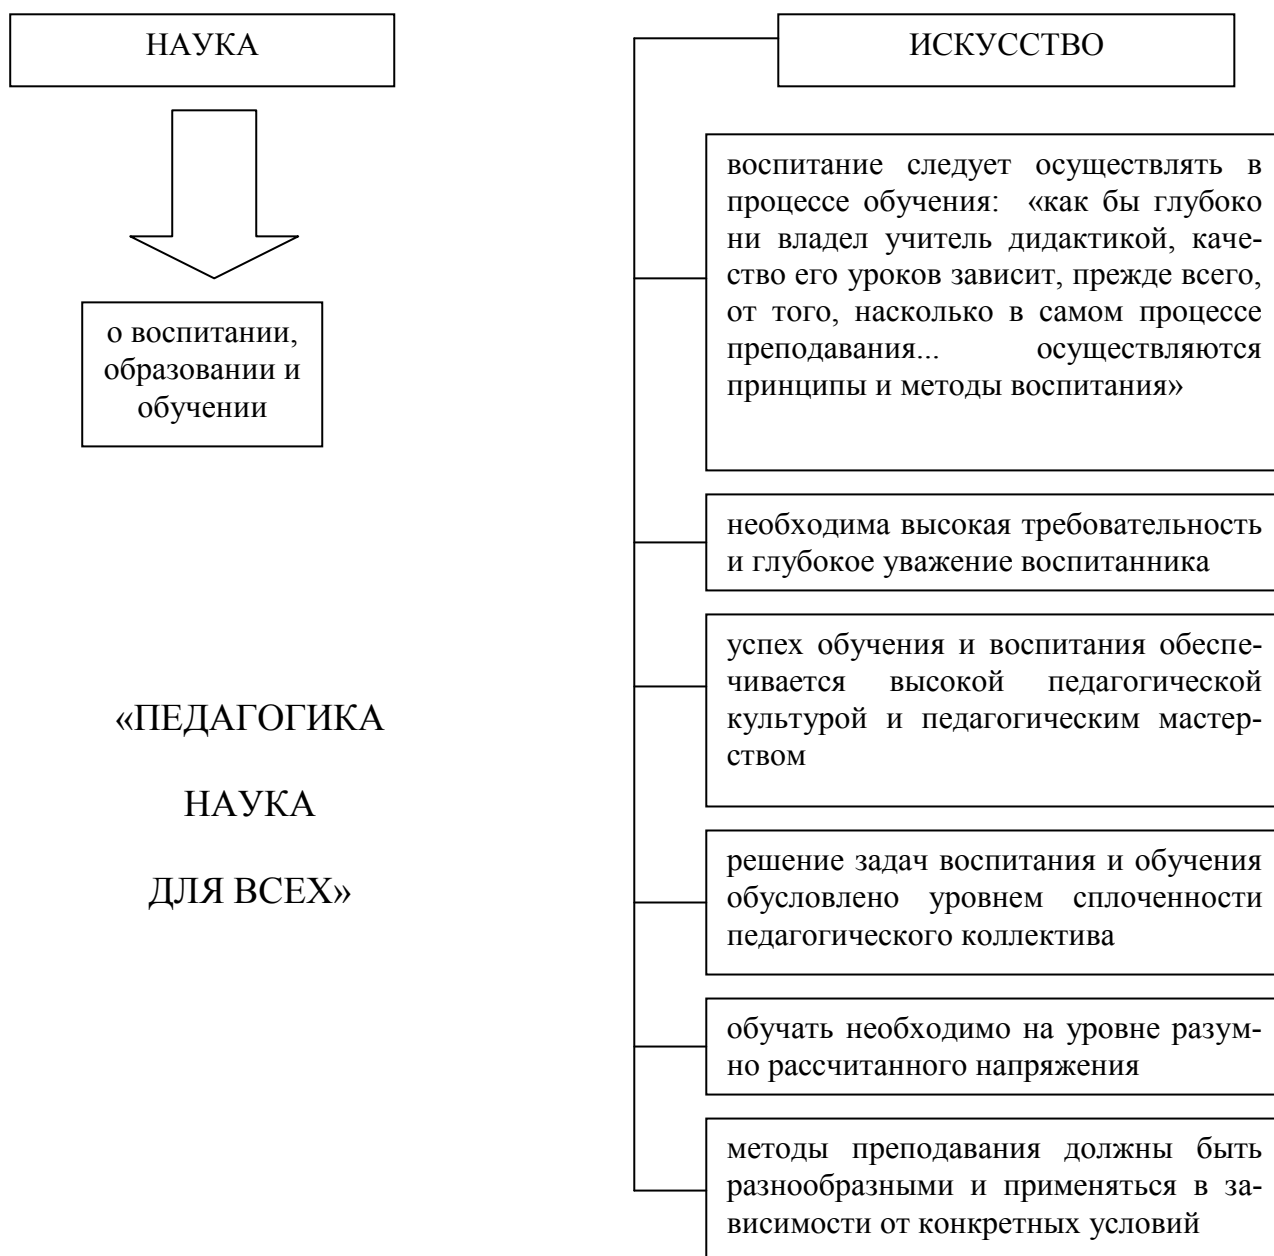 НАУКА
о воспитании,
образовании и
обучении
«ПЕДАГОГИКА
НАУКА
ДЛЯ ВСЕХ»
ИСКУССТВО
воспитание следует осуществлять в
процессе обучения: «как бы глубоко
ни владел учитель дидактикой, каче-
ство его уроков зависит, прежде всего,
от того, насколько в самом процессе
преподавания... осуществляются
принципы и методы воспитания»
необходима высокая требовательность
и глубокое уважение воспитанника
успех обучения и воспитания обеспе-
чивается высокой педагогической
культурой и педагогическим мастер-
ством
решение задач воспитания и обучения
обусловлено уровнем сплоченности
педагогического коллектива
обучать необходимо на уровне разум-
но рассчитанного напряжения
методы преподавания должны быть
разнообразными и применяться в за-
висимости от конкретных условий